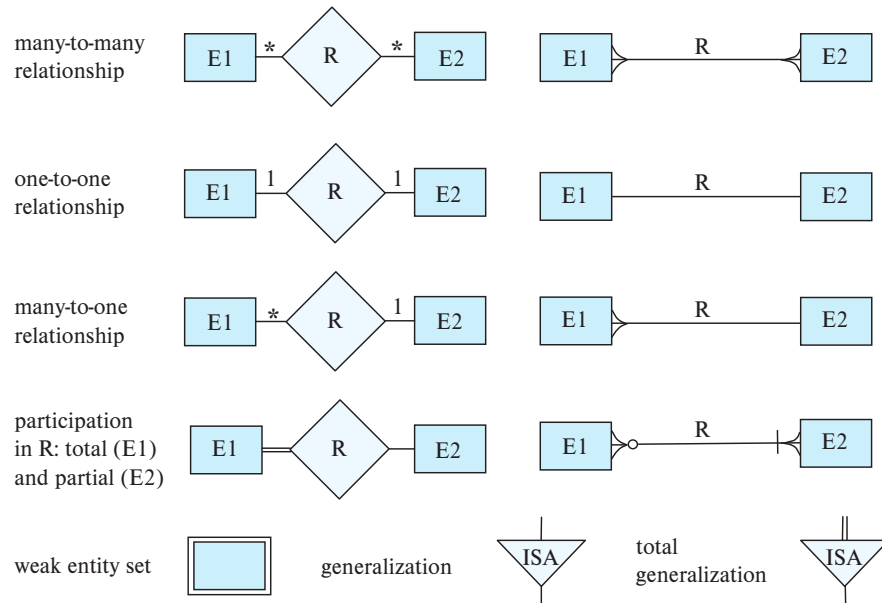 many-to-many
relationship
E1 * R * E2
E1 R E2
one-to-one
relationship
E1 1 R 1 E2
E1 R E2
many-to-one
relationship
E1 * R 1 E2
E1 R E2
participation
in R: total (E1)
and partial (E2)
E1 R E2
E1 R E2
weak entity set
generalization
ISA
total
generalization
ISA